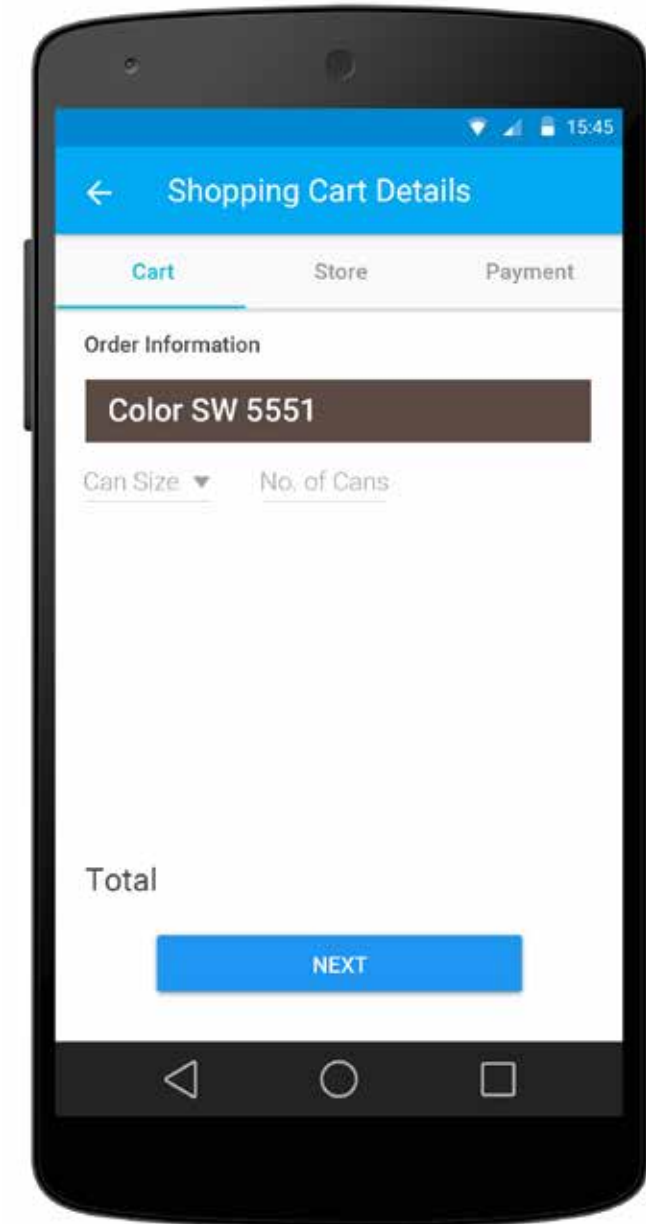 15:45
Shopping Cart Details
Cart Store Payment
Order Information
Color SW 5551
Can Size No. of Cans
Total
NEXT